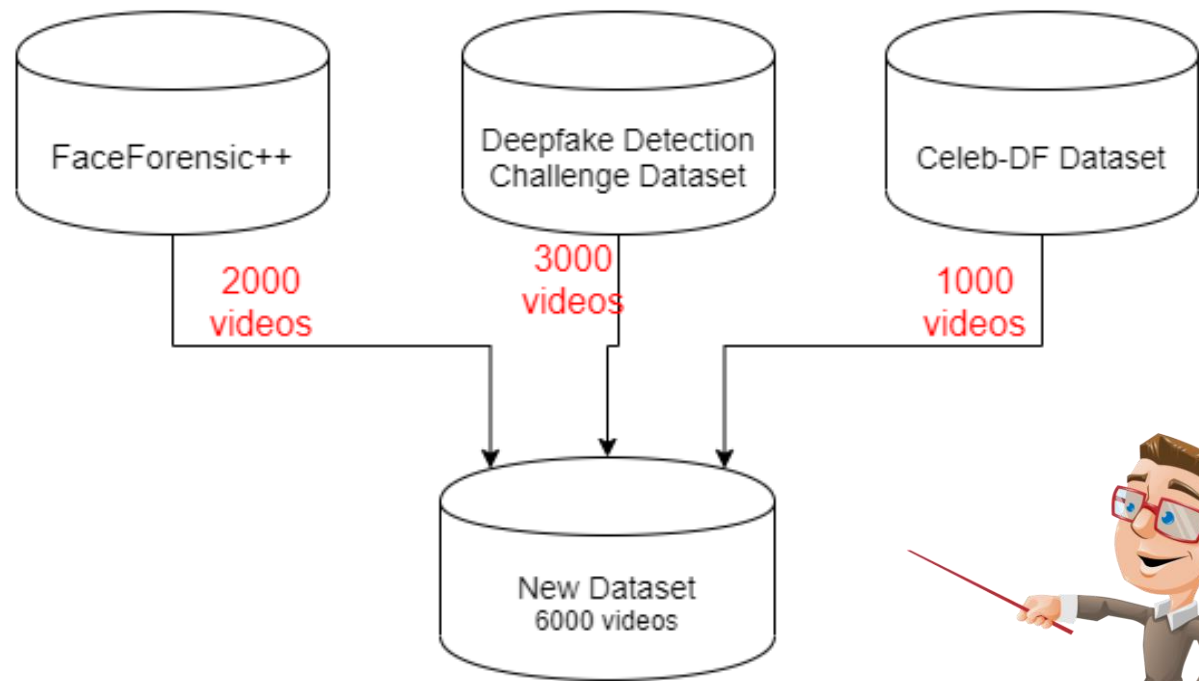 FaceForensic++
Deepfake Detection
Challenge Dataset
Celeb-DF Dataset
2000
videos
3000
videos
1000
videos
New Dataset
6000 videos